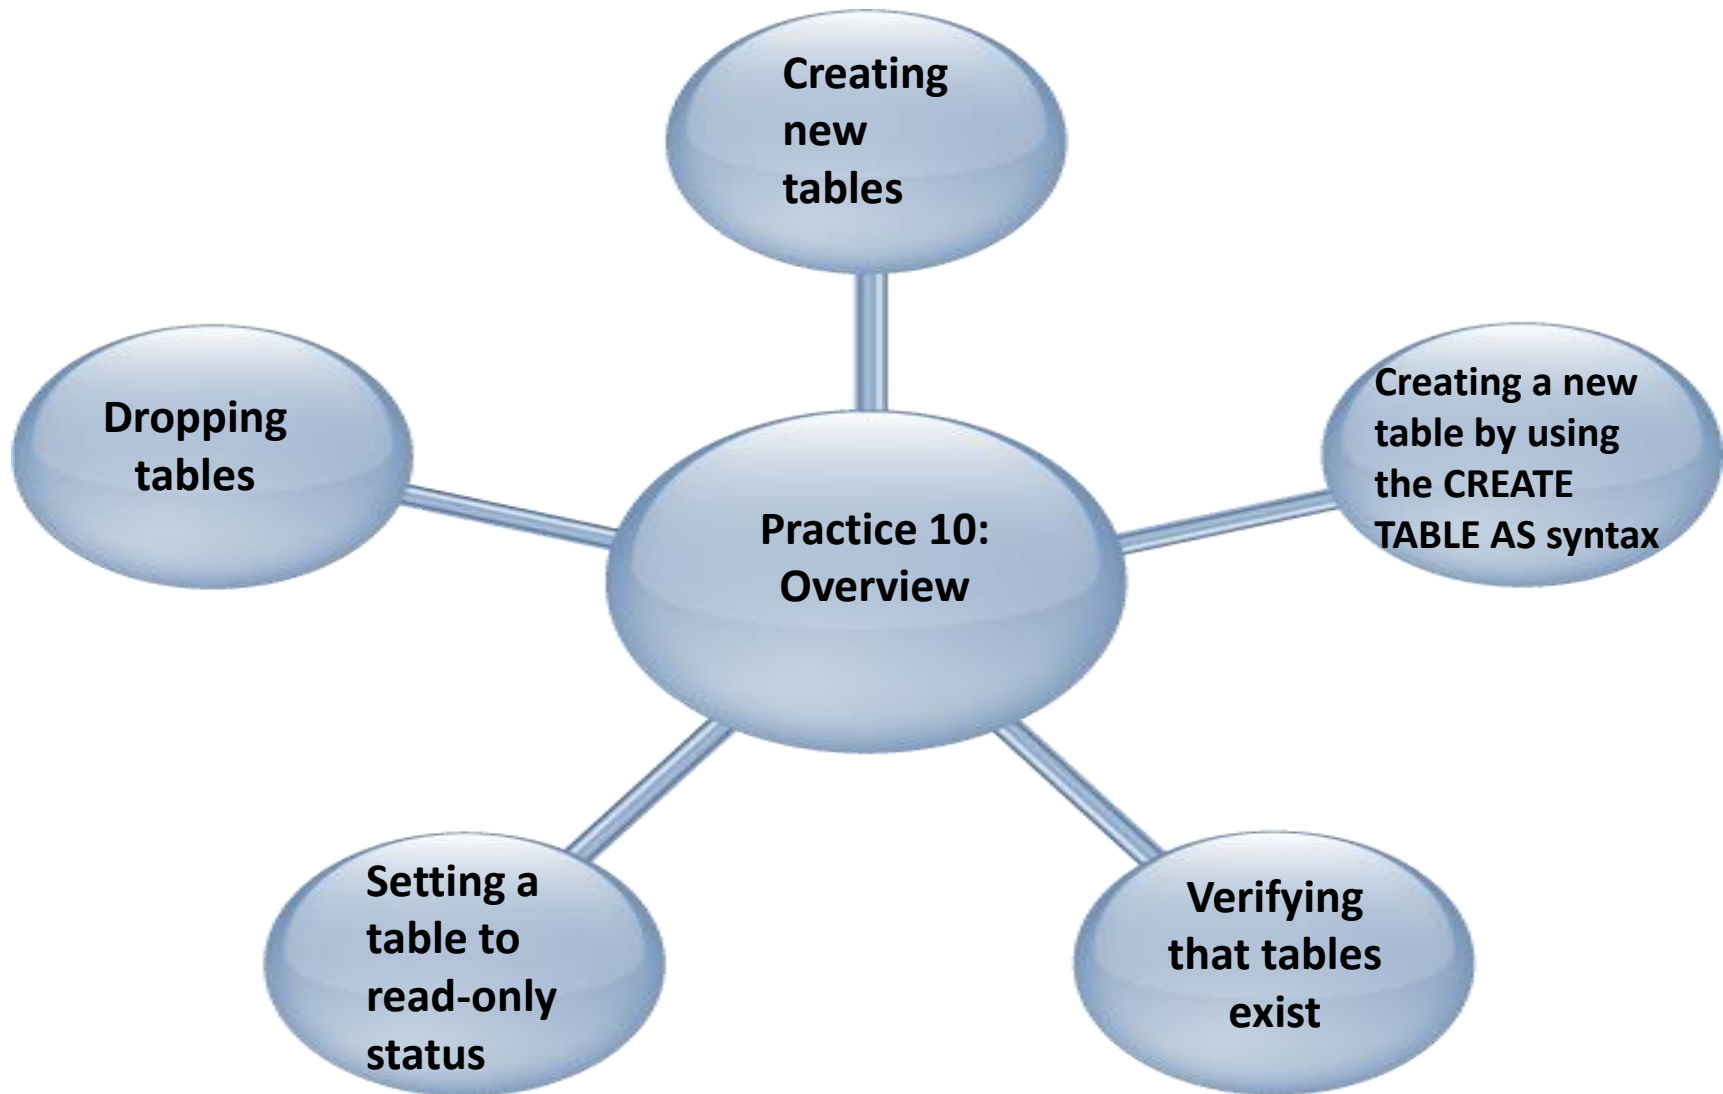 Creating
new
tables
Creating a new
table by using
the CREATE
TABLE AS syntax
Dropping
tables
Practice 10:
Overview
Setting a
table to
read-only
status
Verifying
that tables
exist